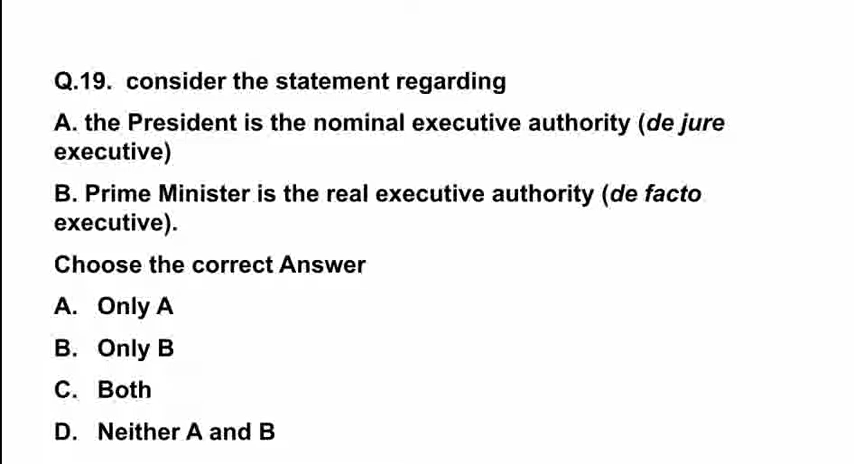 Q.19. consider the statement regarding
A. the President is the nominal executive authority (de jure
executive)
B. Prime Minister is the real executive authority (de facto
executive).
Choose the correct Answer
A. Only A
B. Only B
C. Both
D. Neither A and B